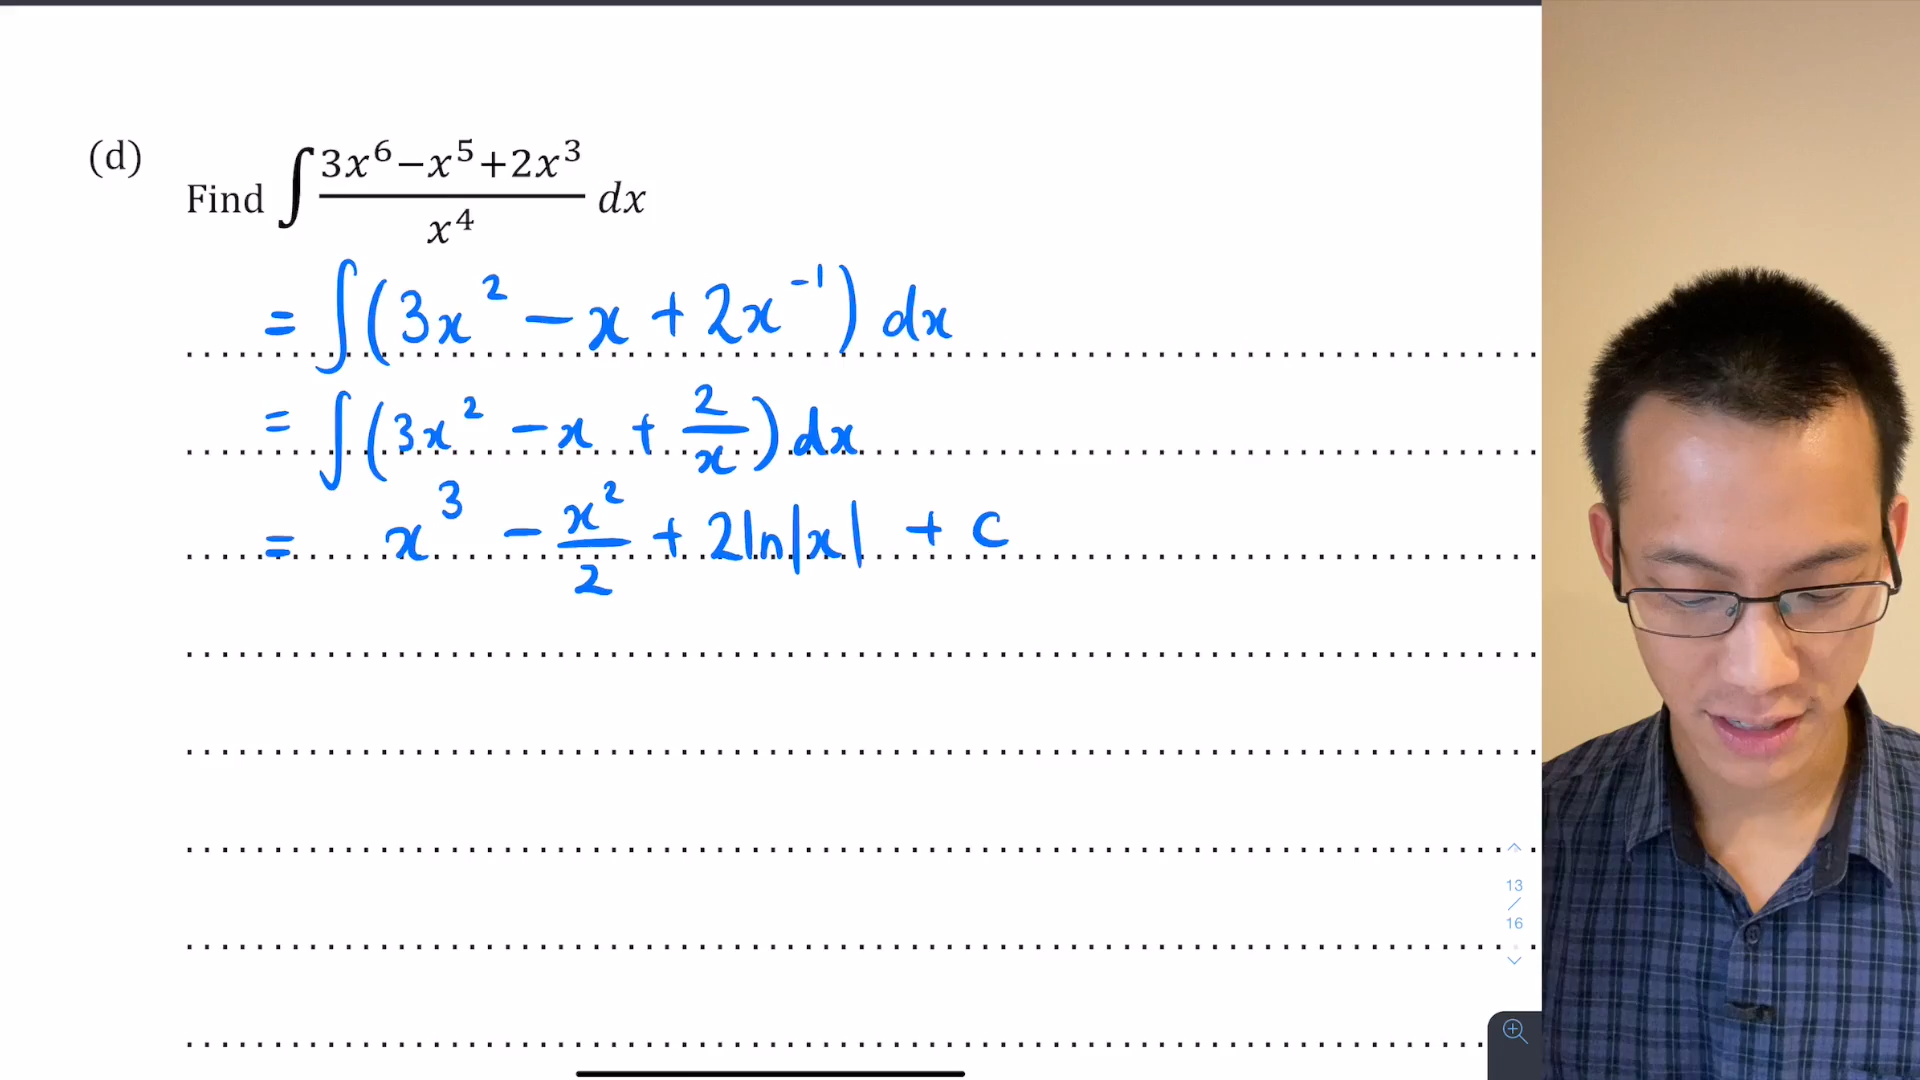 (d)
Find ∫ (3x⁶−x⁵+2x³)/x⁴ dx
= ∫(3x² − x + 2x⁻¹) dx
= ∫(3x² − x + 2/x) dx
= x³ − x²/2 + 2ln|x| + c
13
/
16